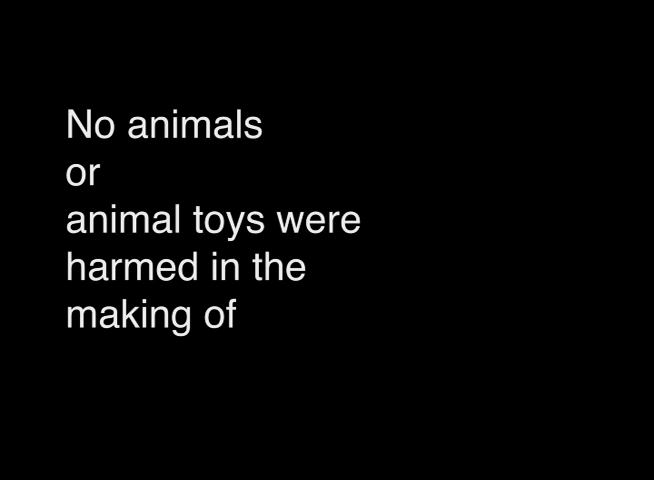 No animals
or
animal toys were
harmed in the
making of